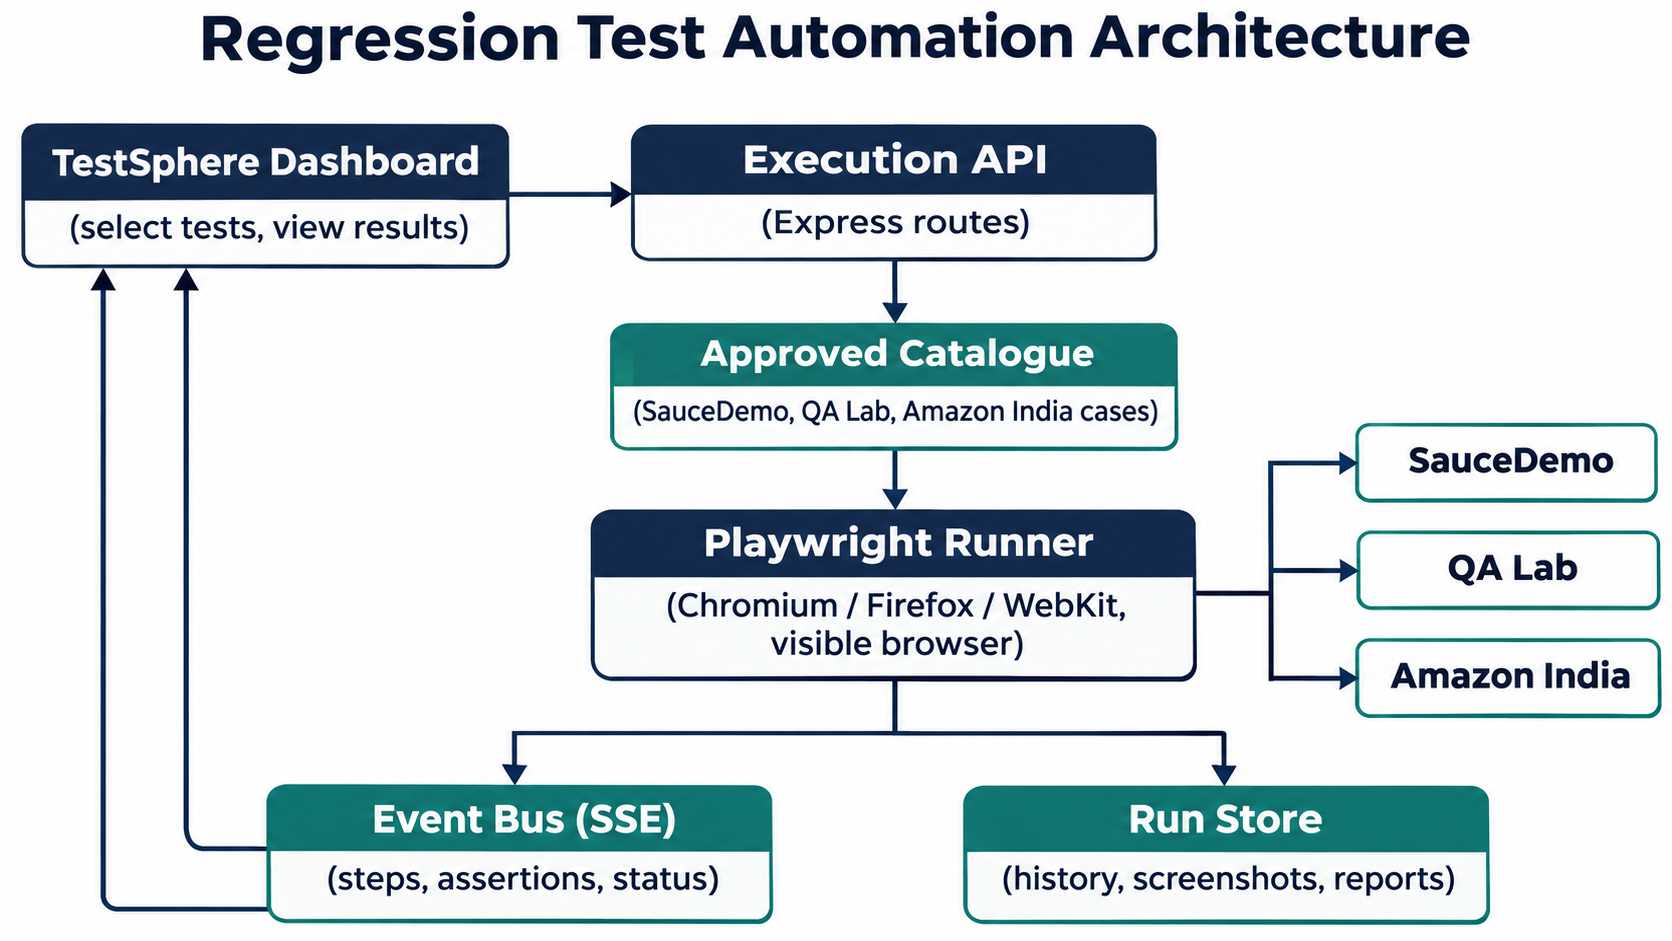 Regression Test Automation Architecture
TestSphere Dashboard
(select tests, view results)
Execution API
(Express routes)
Approved Catalogue
(SauceDemo, QA Lab, Amazon India cases)
Playwright Runner
(Chromium / Firefox / WebKit,
visible browser)
SauceDemo
QA Lab
Amazon India
Event Bus (SSE)
(steps, assertions, status)
Run Store
(history, screenshots, reports)